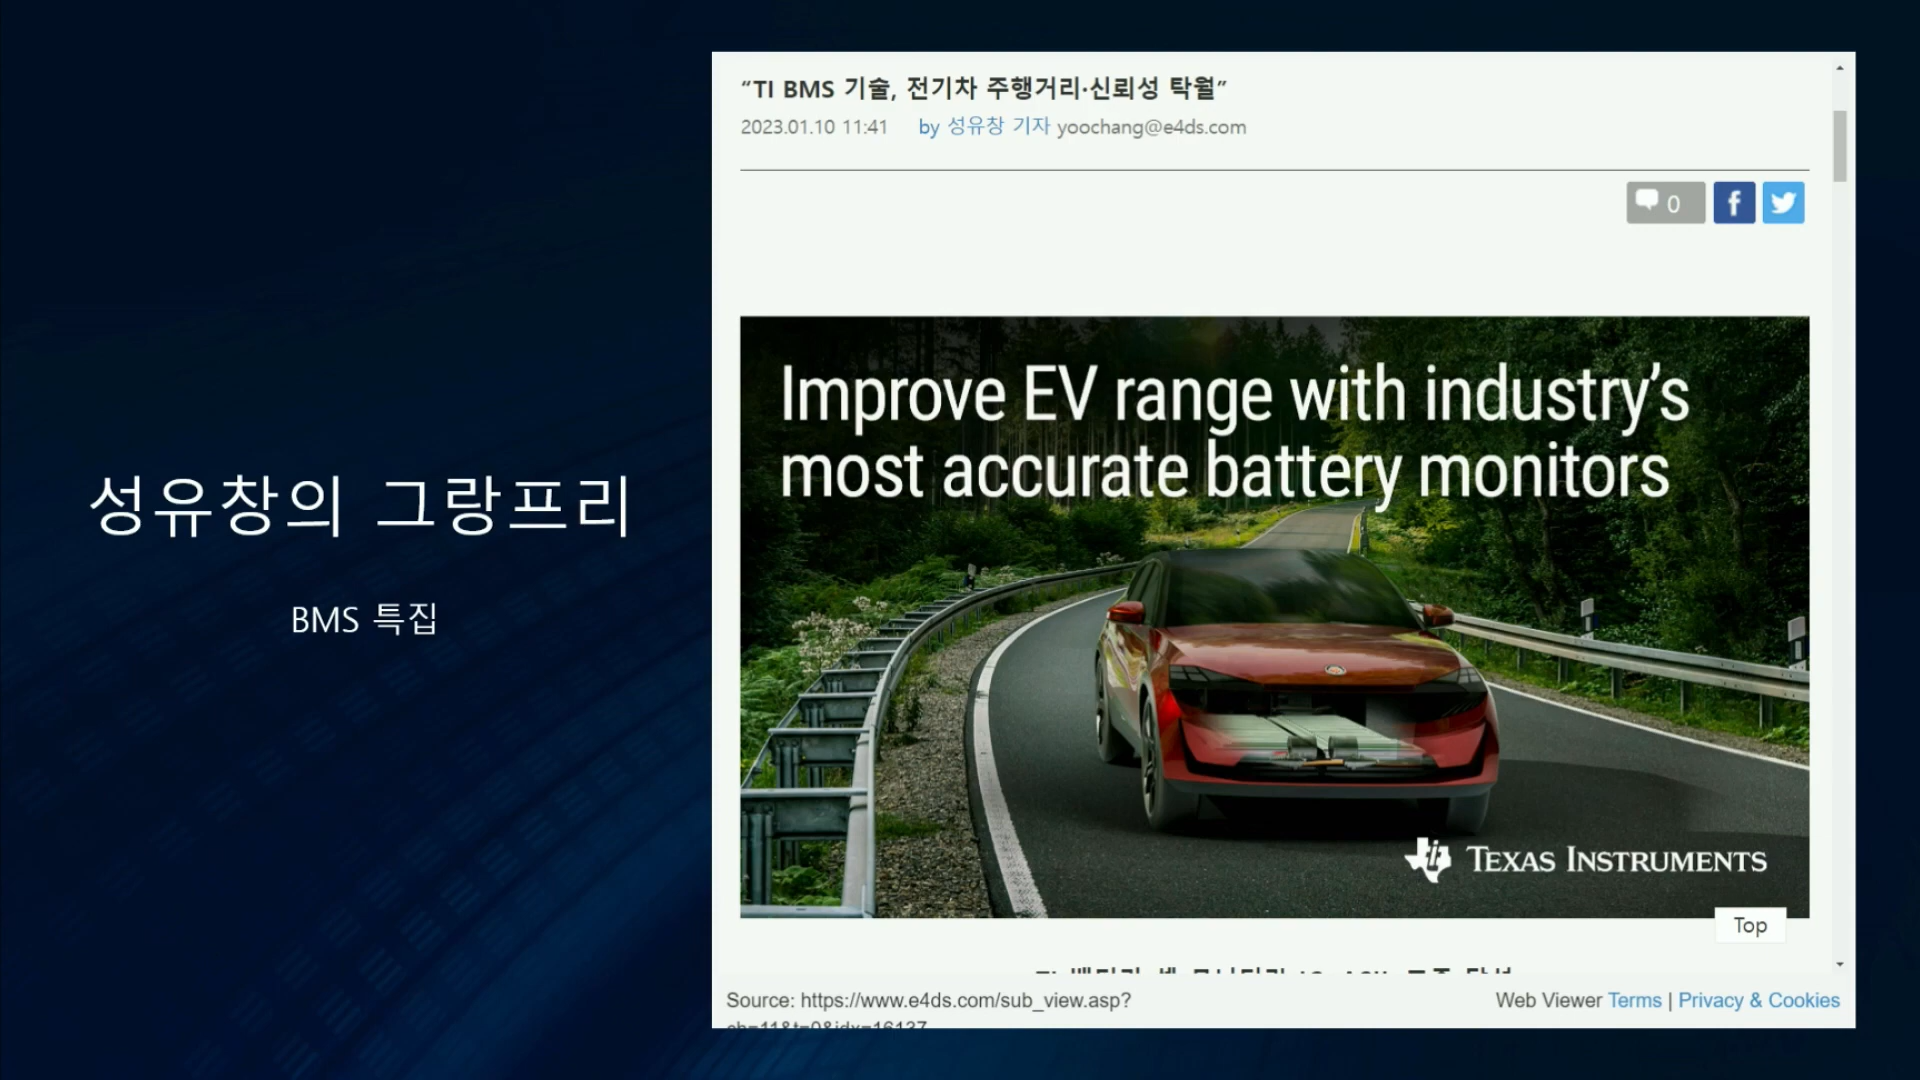 성유창의 그랑프리
BMS 특집
“TI BMS 기술, 전기차 주행거리·신뢰성 탁월”
2023.01.10 11:41 by 성유창 기자 yoochang@e4ds.com
0
Improve EV range with industry’s
most accurate battery monitors
TEXAS INSTRUMENTS
Top
Source: https://www.e4ds.com/sub_view.asp?
Web Viewer Terms | Privacy & Cookies